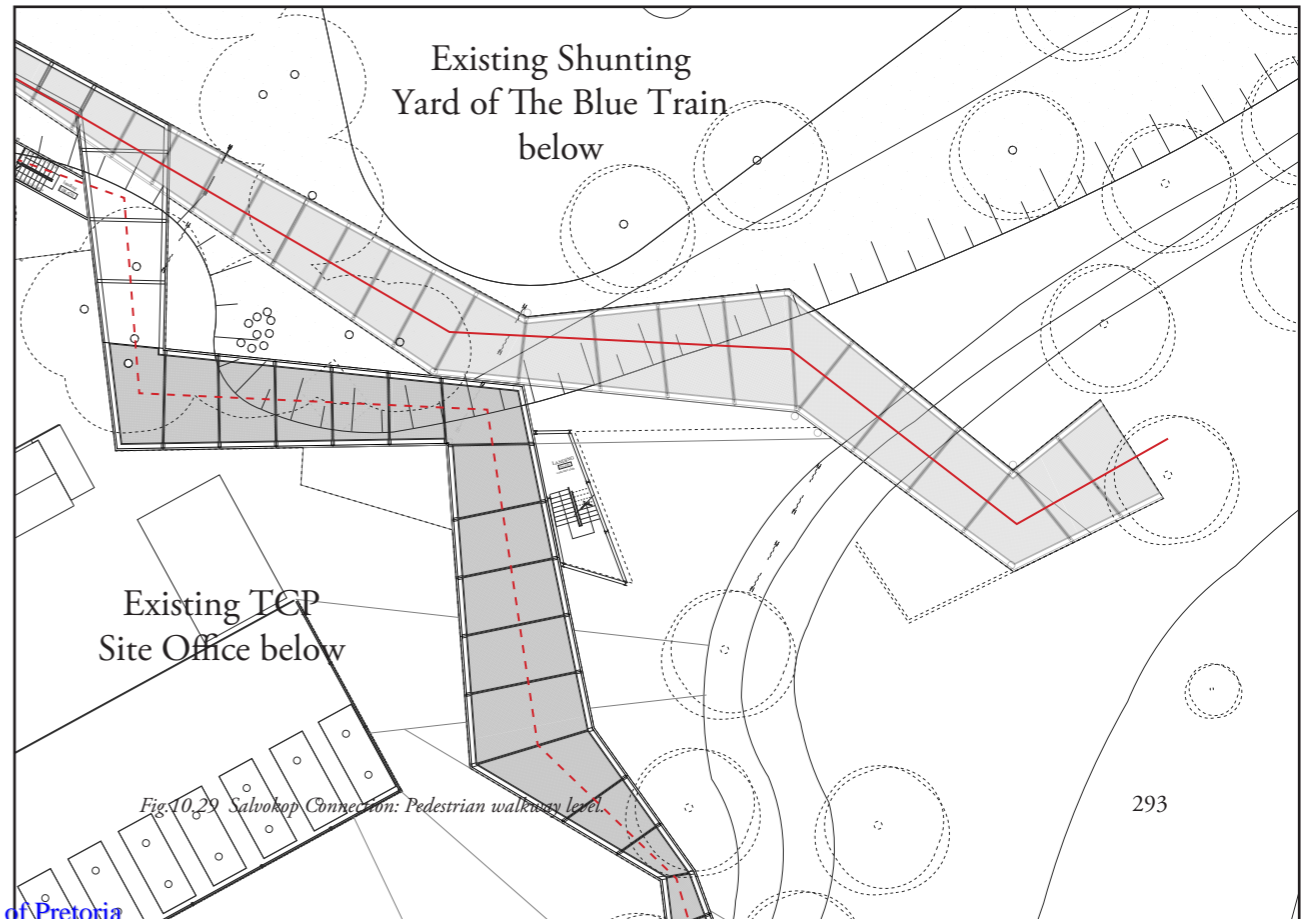 Existing Shunting
Yard of The Blue Train
below
Existing TCP
Site Office below
Fig.10.29 Salvokop Connection: Pedestrian walkway level.
293
of Pretoria